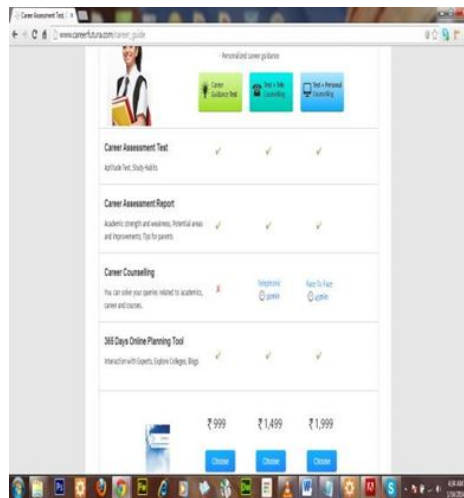 Career Assessment Test
www.careerfutura.com/career_guide
- Personalized career guidance
Career
Guidance Test
Test + Tele
Counselling
Test + Personal
Counselling
Career Assessment Test
Aptitude Test, Study Habits
Career Assessment Report
Academic strength and weakness, Potential areas
and improvements, Tips for parents
Career Counselling
You can solve your queries related to academics,
career and courses.
Telephonic
Face To Face
365 Days Online Planning Tool
Interaction with Experts, Explore Colleges, Blogs
₹ 999
₹ 1,499
₹ 1,999
Choose
Choose
Choose